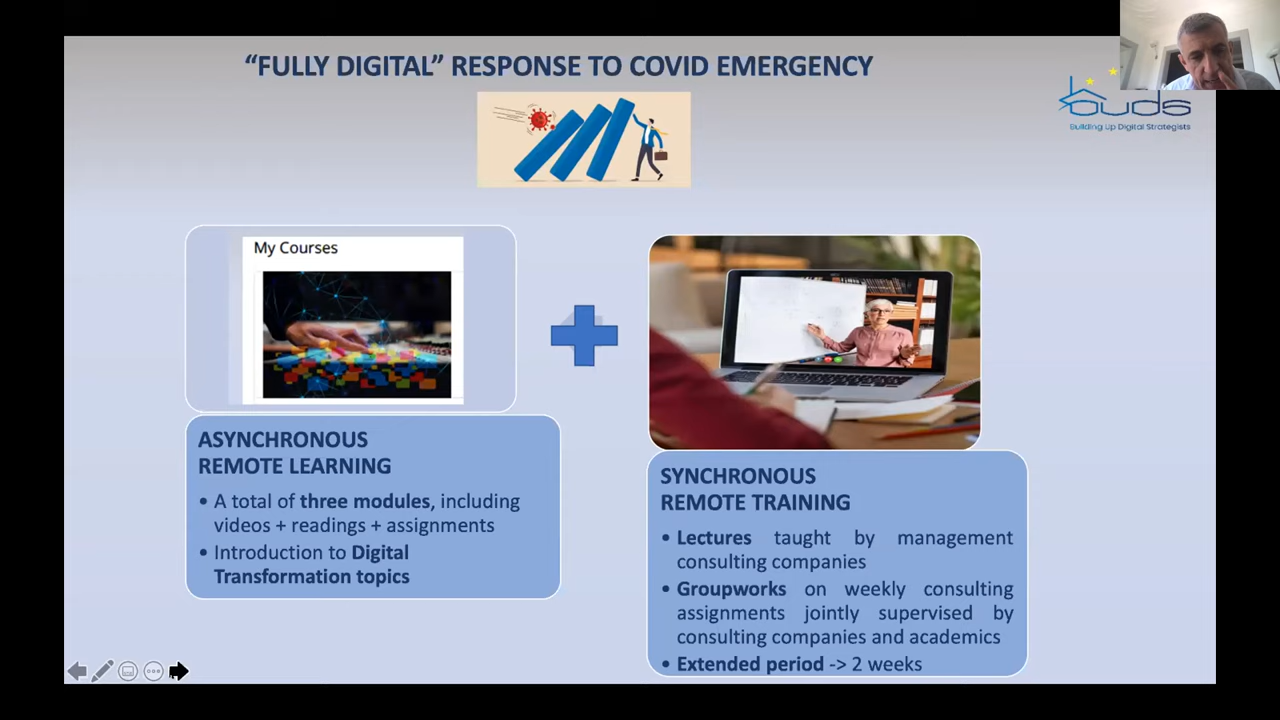 “FULLY DIGITAL” RESPONSE TO COVID EMERGENCY
buds
Building Up Digital Strategists
My Courses
ASYNCHRONOUS
REMOTE LEARNING
• A total of three modules, including
videos + readings + assignments
• Introduction to Digital
Transformation topics
SYNCHRONOUS
REMOTE TRAINING
• Lectures taught by management
consulting companies
• Groupworks on weekly consulting
assignments jointly supervised by
consulting companies and academics
• Extended period -> 2 weeks